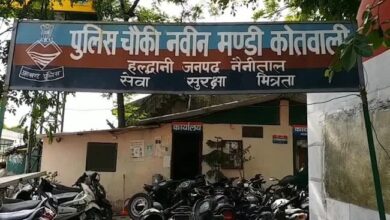 पुलिस चौकी नवीन मण्डी कोतवाली
हल्द्वानी जनपद नैनीताल
सेवा सुरक्षा मित्रता
कार्यालय